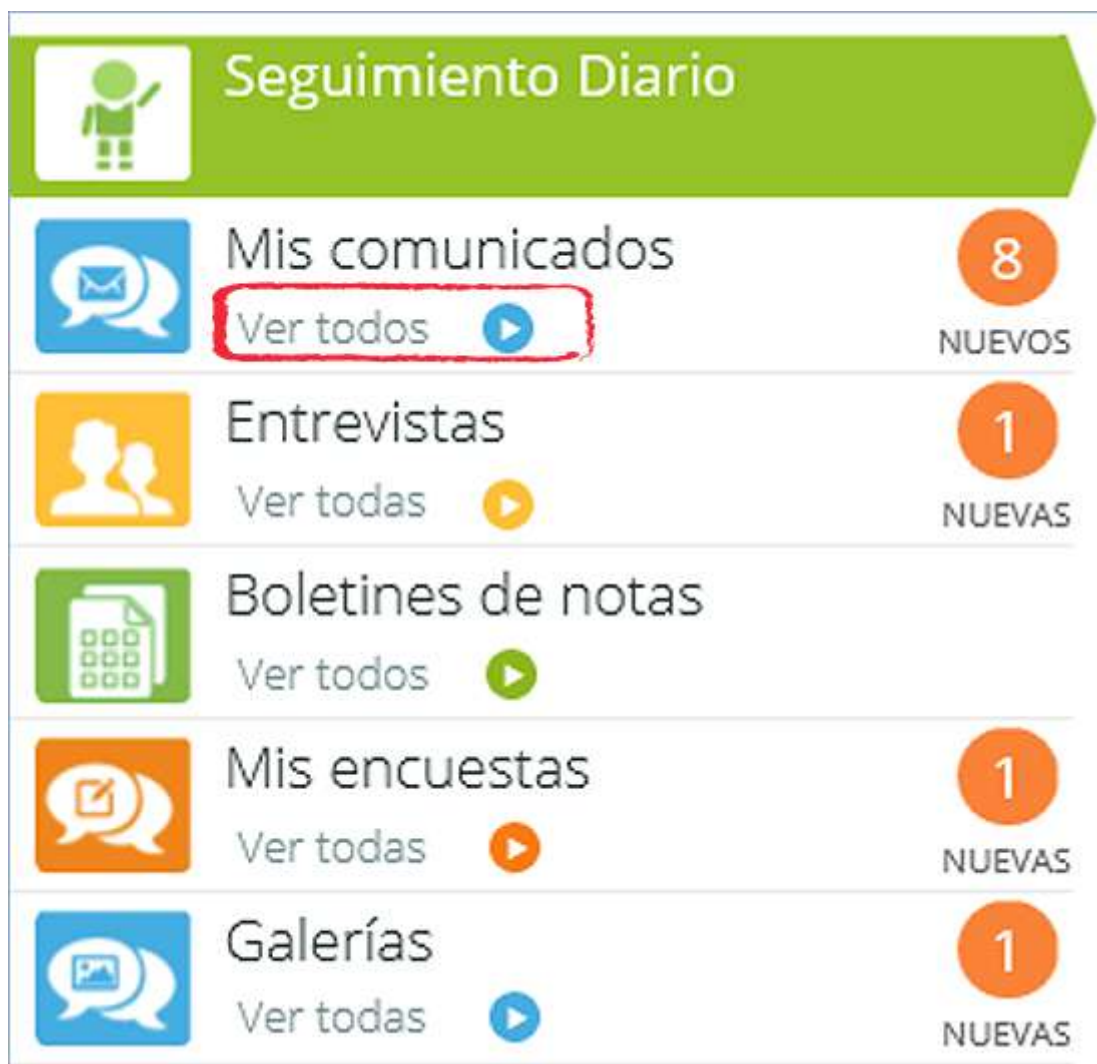 Seguimiento Diario
Mis comunicados
8
Ver todos
NUEVOS
Entrevistas
1
Ver todas
NUEVAS
Boletines de notas
Ver todos
Mis encuestas
1
Ver todas
NUEVAS
Galerías
1
Ver todas
NUEVAS